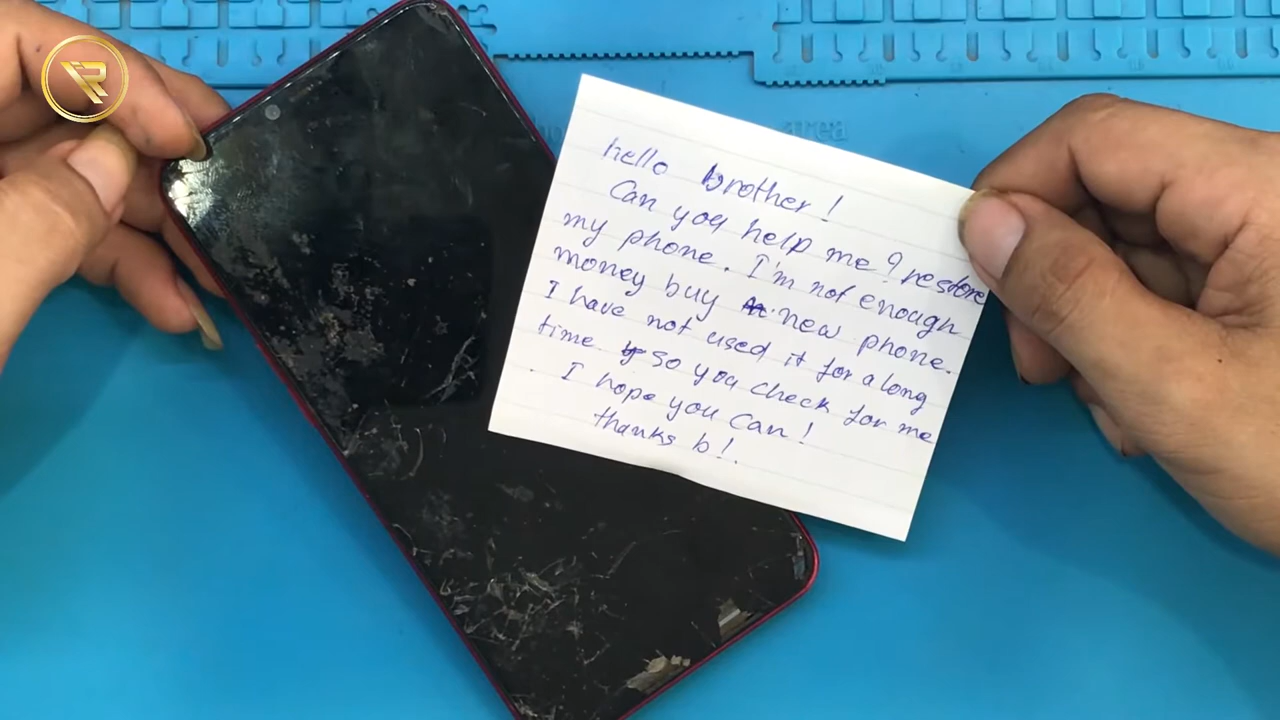 area
hello brother!
Can you help me? restore
my phone. I'm not enough
money buy new phone.
I have not used it for a long
time so you check for me
I hope you can!
thanks b!.